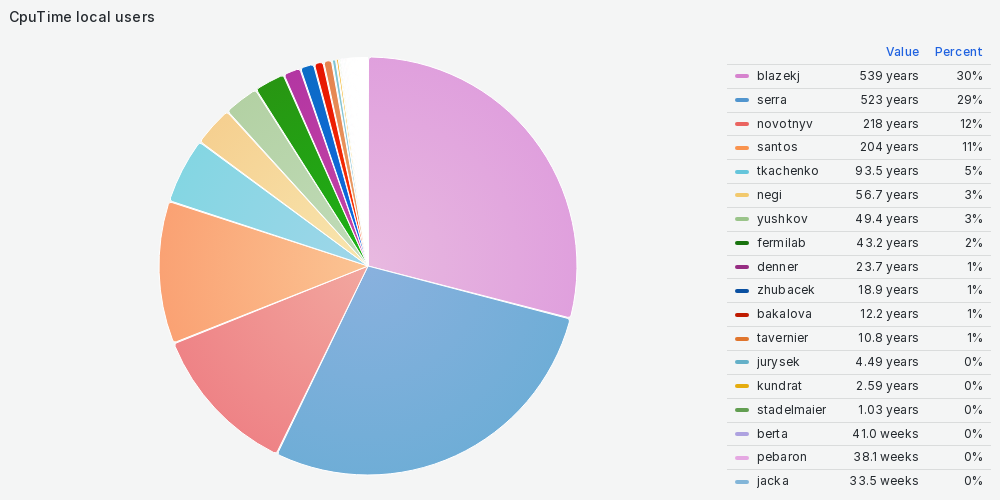 CpuTime local users
Value Percent
blazekj 539 years 30%
serra 523 years 29%
novotnyv 218 years 12%
santos 204 years 11%
tkachenko 93.5 years 5%
negi 56.7 years 3%
yushkov 49.4 years 3%
fermilab 43.2 years 2%
denner 23.7 years 1%
zhubacek 18.9 years 1%
bakalova 12.2 years 1%
tavernier 10.8 years 1%
jurysek 4.49 years 0%
kundrat 2.59 years 0%
stadelmaier 1.03 years 0%
berta 41.0 weeks 0%
pebaron 38.1 weeks 0%
jacka 33.5 weeks 0%